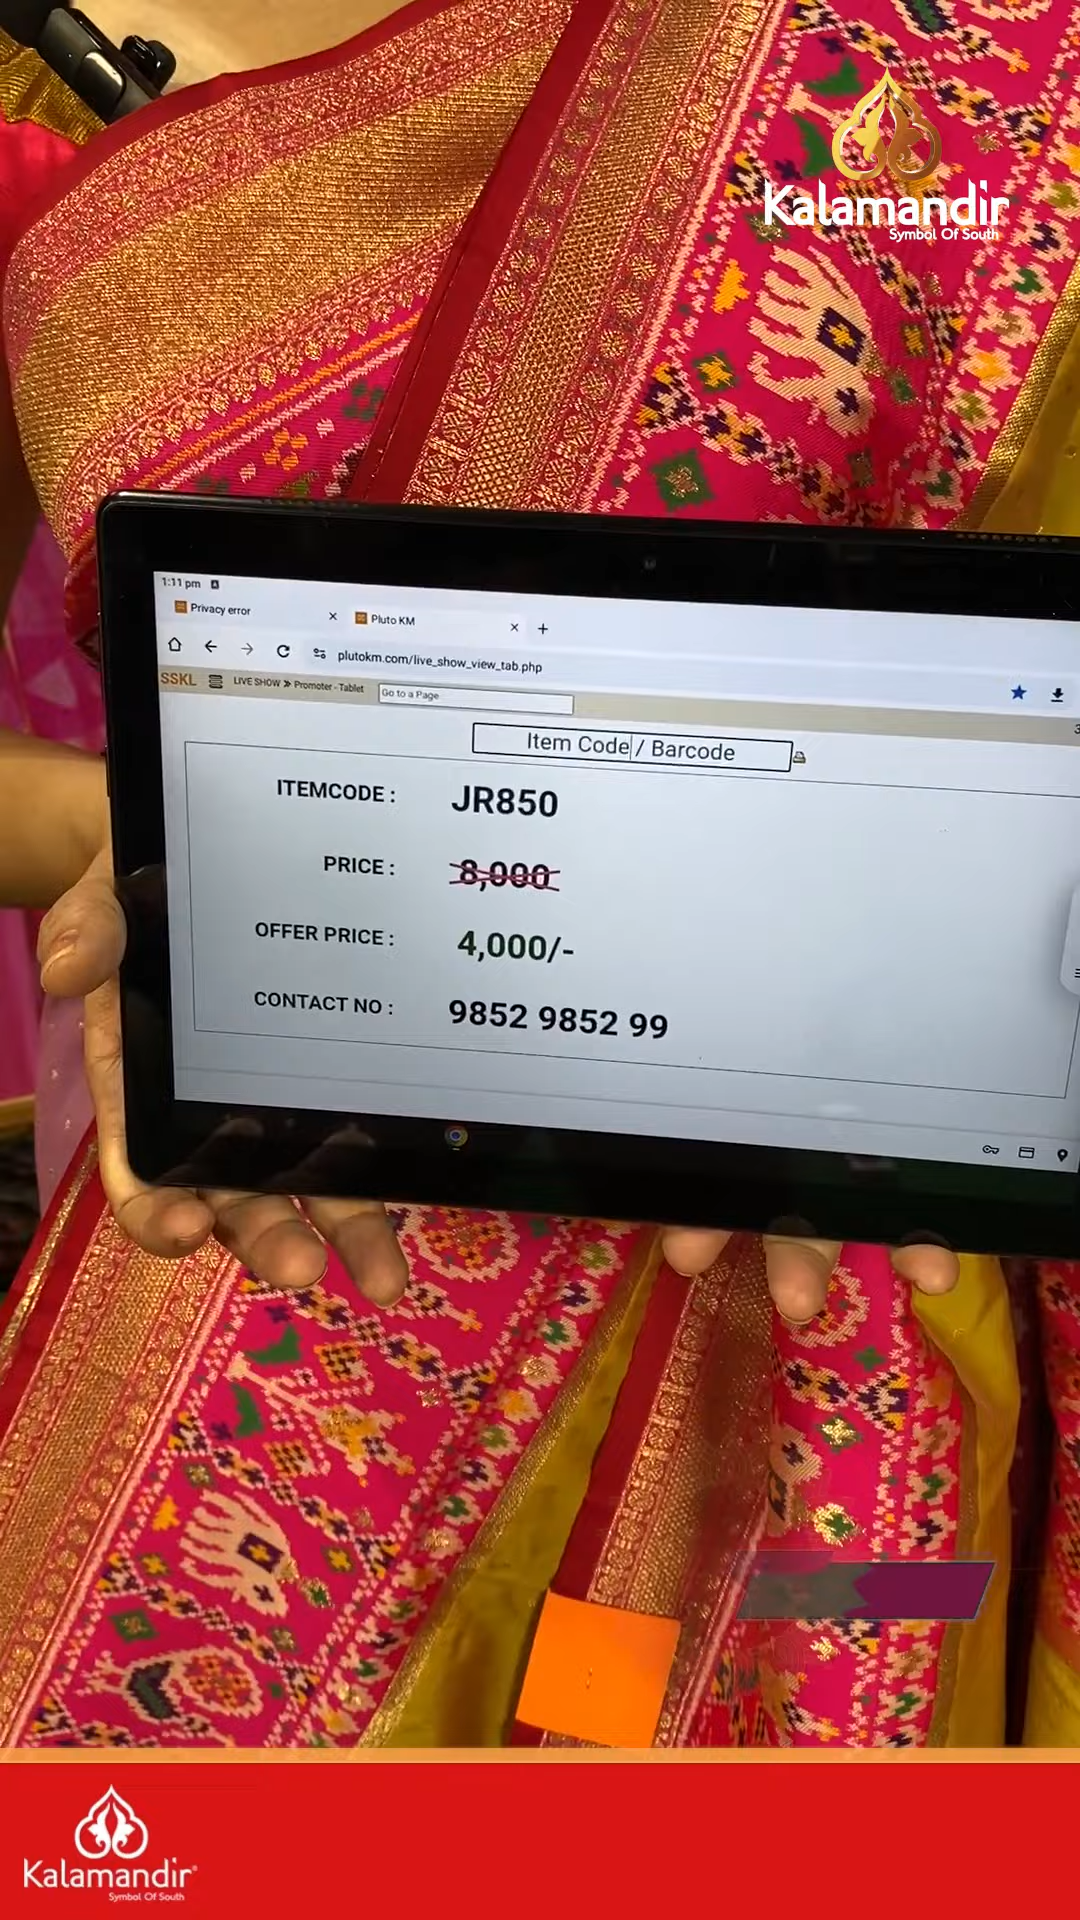 Kalamandir
Symbol Of South
1:11 pm
Privacy error
Pluto KM
plutokm.com/live_show_view_tab.php
SSKL LIVE SHOW >> Promoter - Tablet Go to a Page
Item Code / Barcode
ITEMCODE : JR850
PRICE : 8,000
OFFER PRICE : 4,000/-
CONTACT NO : 9852 9852 99
Kalamandir
Symbol Of South